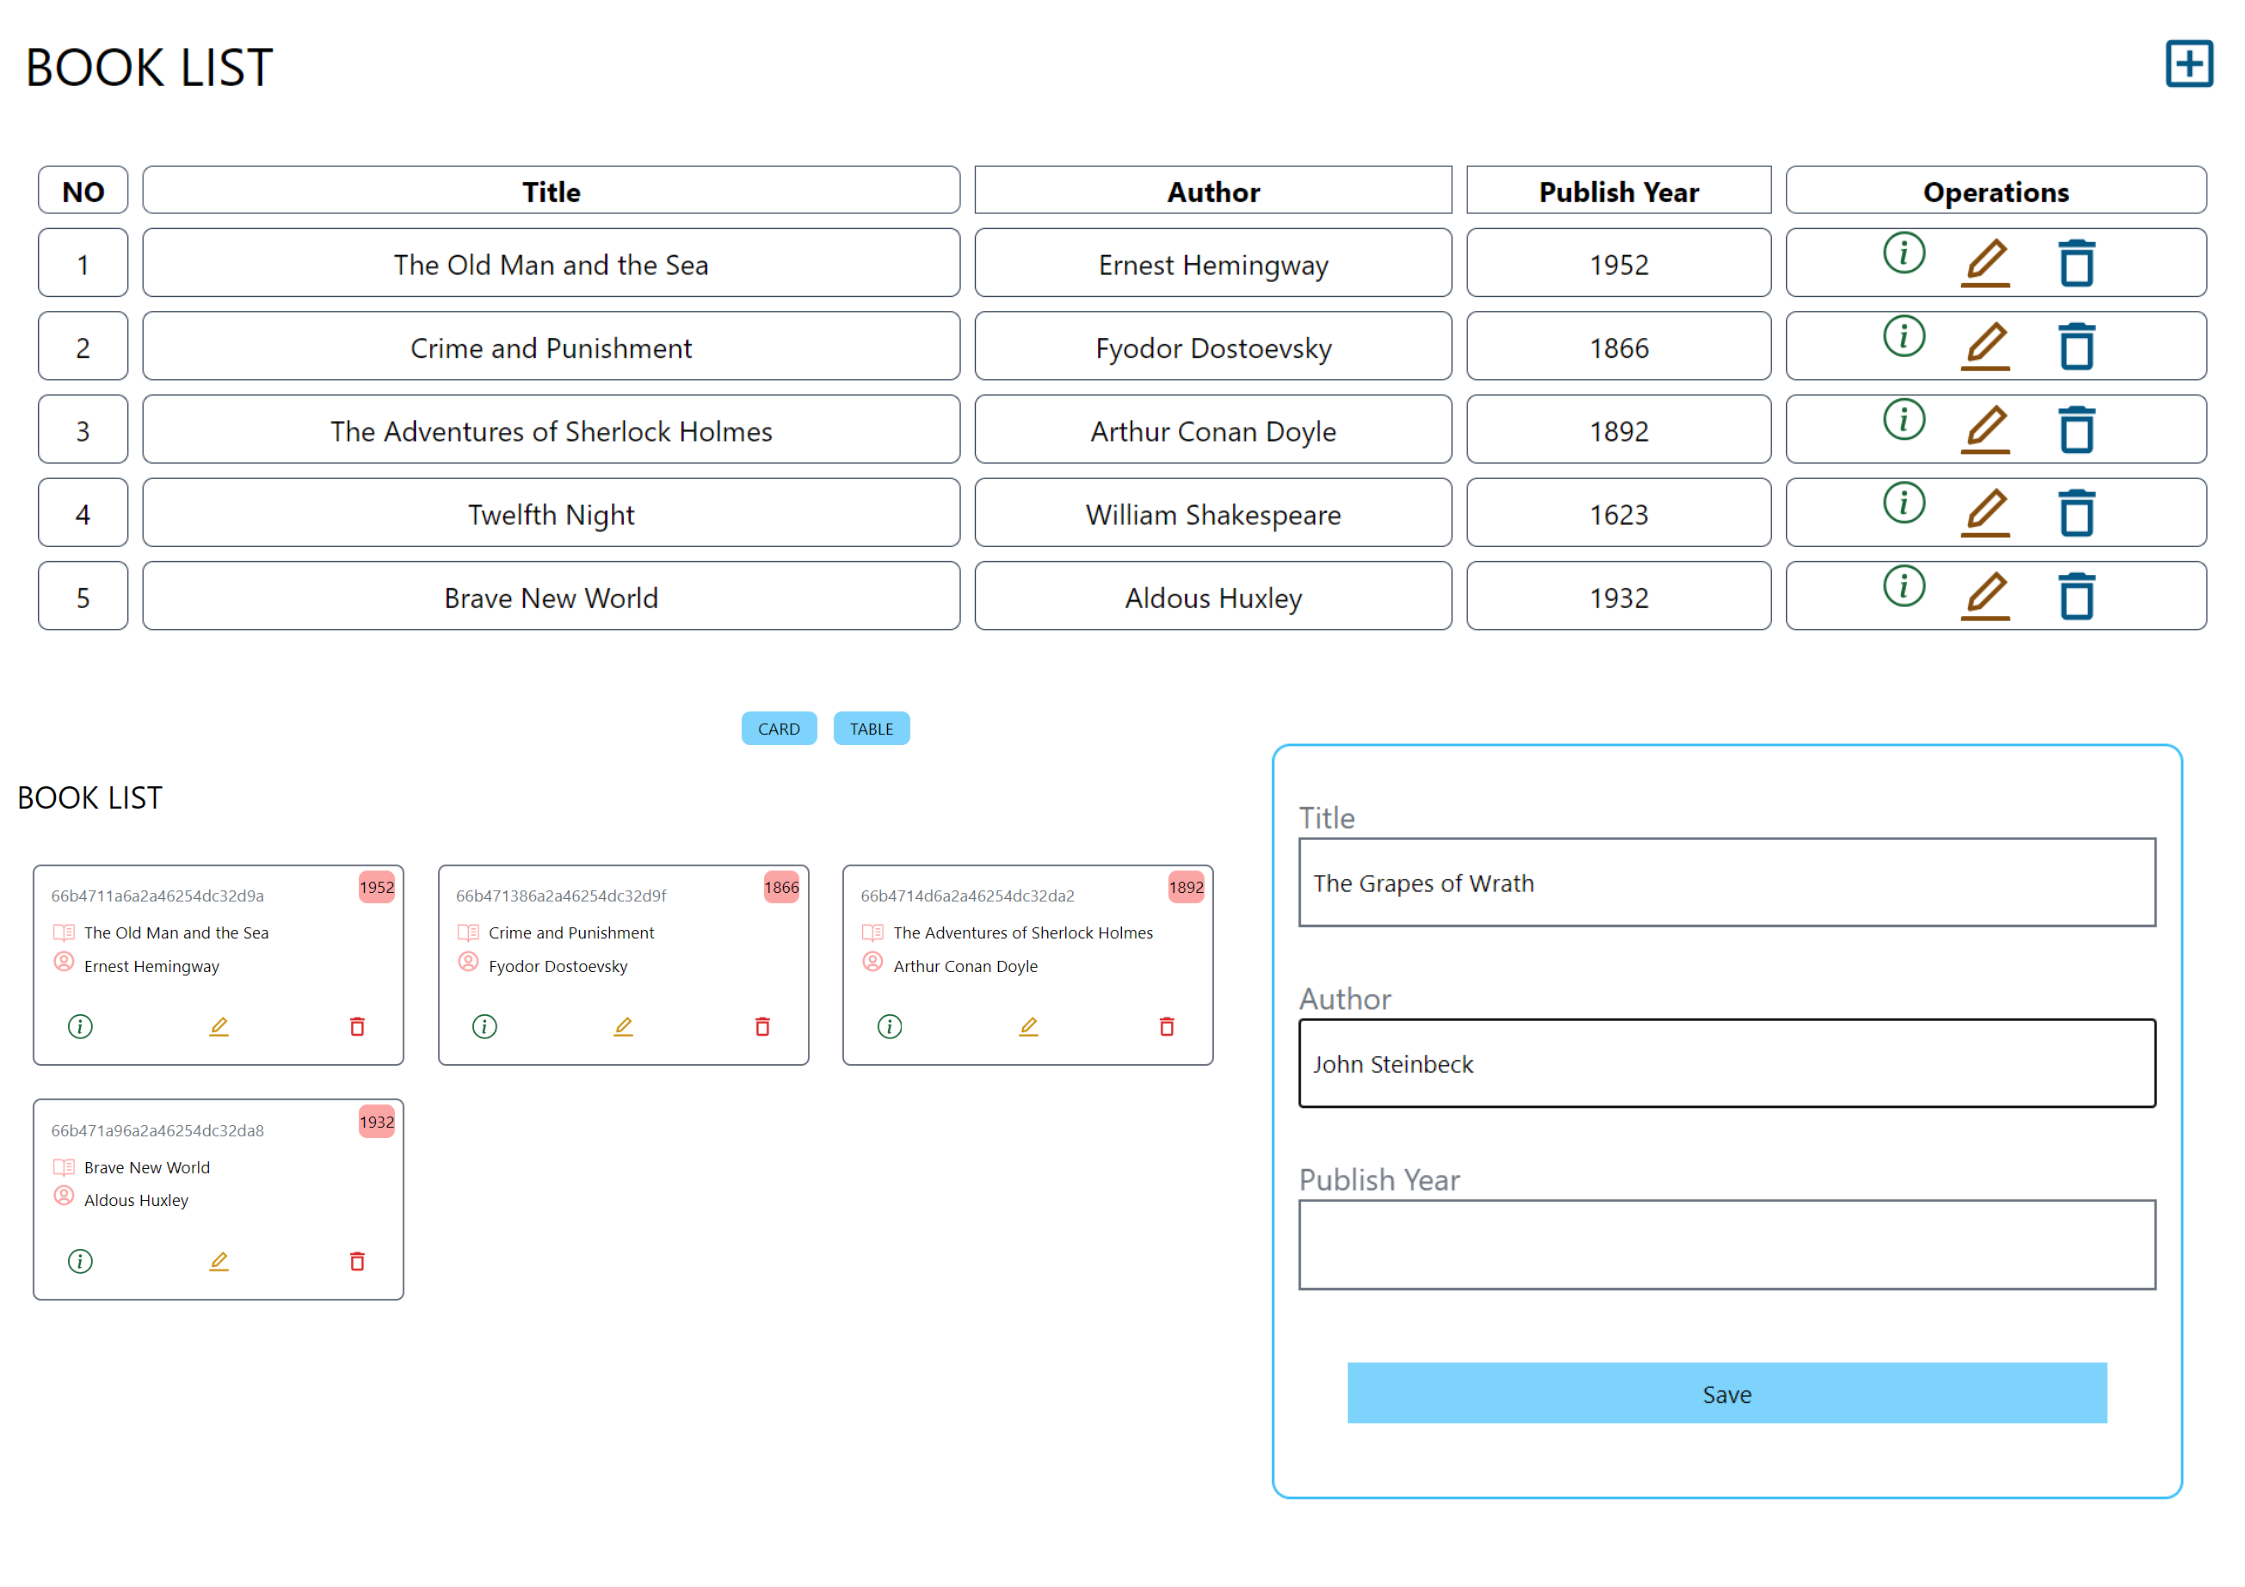 BOOK LIST
NO Title Author Publish Year Operations
1 The Old Man and the Sea Ernest Hemingway 1952
2 Crime and Punishment Fyodor Dostoevsky 1866
3 The Adventures of Sherlock Holmes Arthur Conan Doyle 1892
4 Twelfth Night William Shakespeare 1623
5 Brave New World Aldous Huxley 1932
CARD TABLE
BOOK LIST
66b4711a6a2a46254dc32d9a 1952
The Old Man and the Sea
Ernest Hemingway
66b471386a2a46254dc32d9f 1866
Crime and Punishment
Fyodor Dostoevsky
66b4714d6a2a46254dc32da2 1892
The Adventures of Sherlock Holmes
Arthur Conan Doyle
66b471a96a2a46254dc32da8 1932
Brave New World
Aldous Huxley
Title
The Grapes of Wrath
Author
John Steinbeck
Publish Year
Save